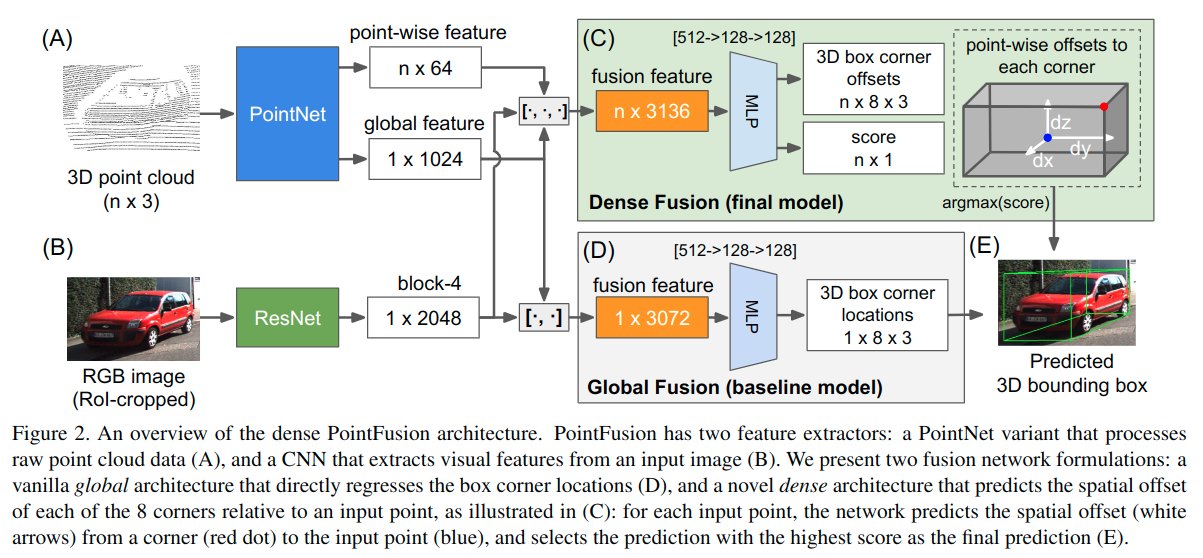 (A)
point-wise feature
n x 64
PointNet
global feature
1 x 1024
3D point cloud
(n x 3)
[·, ·, ·]
(C)
[512->128->128]
fusion feature
n x 3136
MLP
3D box corner
offsets
n x 8 x 3
score
n x 1
point-wise offsets to
each corner
dz
dy
dx
Dense Fusion (final model)
argmax(score)
(B)
RGB image
(RoI-cropped)
ResNet
block-4
1 x 2048
[·, ·]
(D)
[512->128->128]
fusion feature
1 x 3072
MLP
3D box corner
locations
1 x 8 x 3
Global Fusion (baseline model)
(E)
Predicted
3D bounding box
Figure 2. An overview of the dense PointFusion architecture. PointFusion has two feature extractors: a PointNet variant that processes
raw point cloud data (A), and a CNN that extracts visual features from an input image (B). We present two fusion network formulations: a
vanilla global architecture that directly regresses the box corner locations (D), and a novel dense architecture that predicts the spatial offset
of each of the 8 corners relative to an input point, as illustrated in (C): for each input point, the network predicts the spatial offset (white
arrows) from a corner (red dot) to the input point (blue), and selects the prediction with the highest score as the final prediction (E).